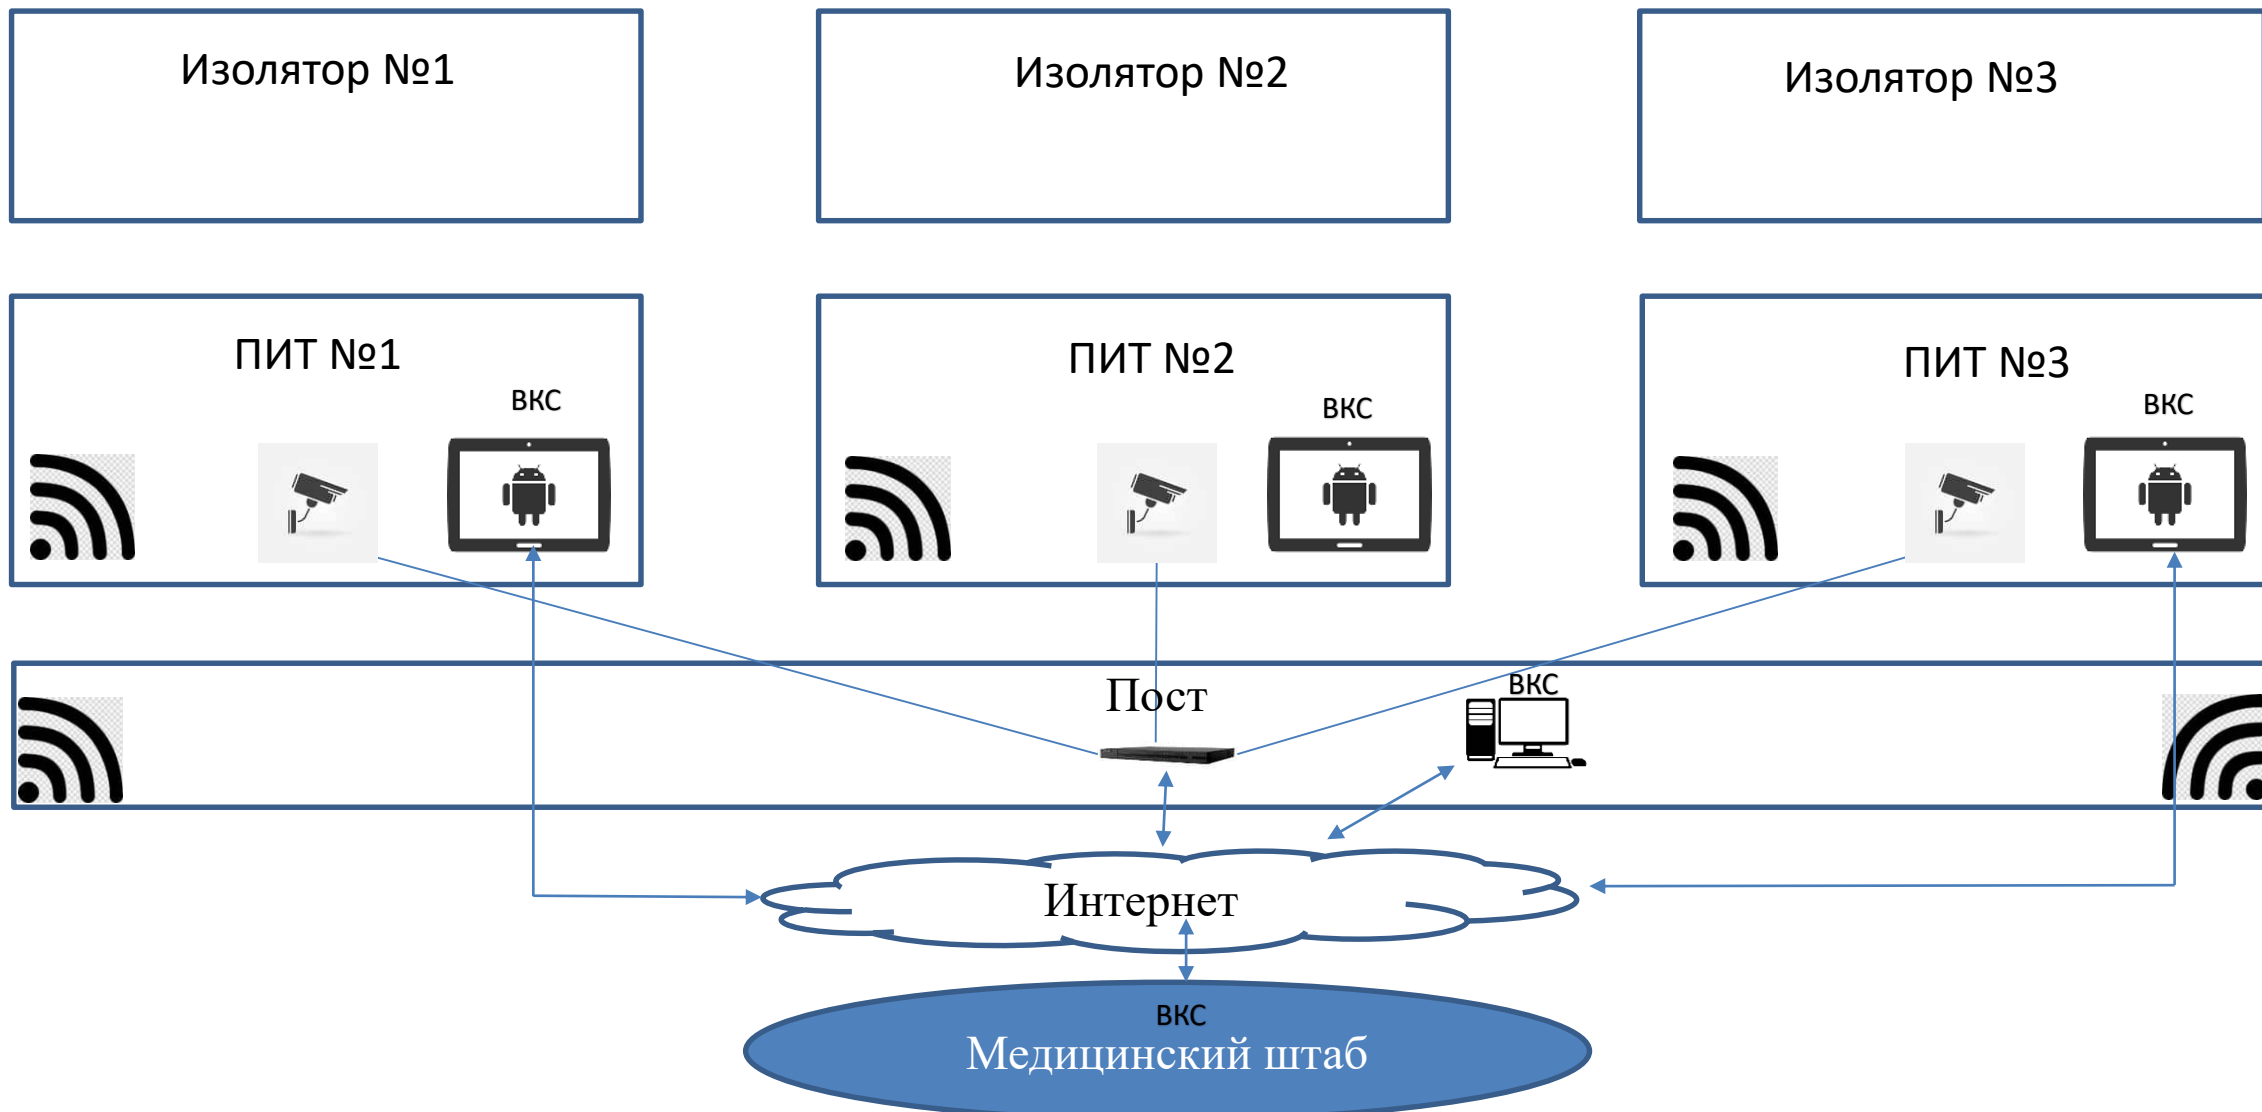 Изолятор №1
Изолятор №2
Изолятор №3
ПИТ №1
ПИТ №2
ПИТ №3
ВКС
ВКС
ВКС
Пост
ВКС
Интернет
ВКС
Медицинский штаб